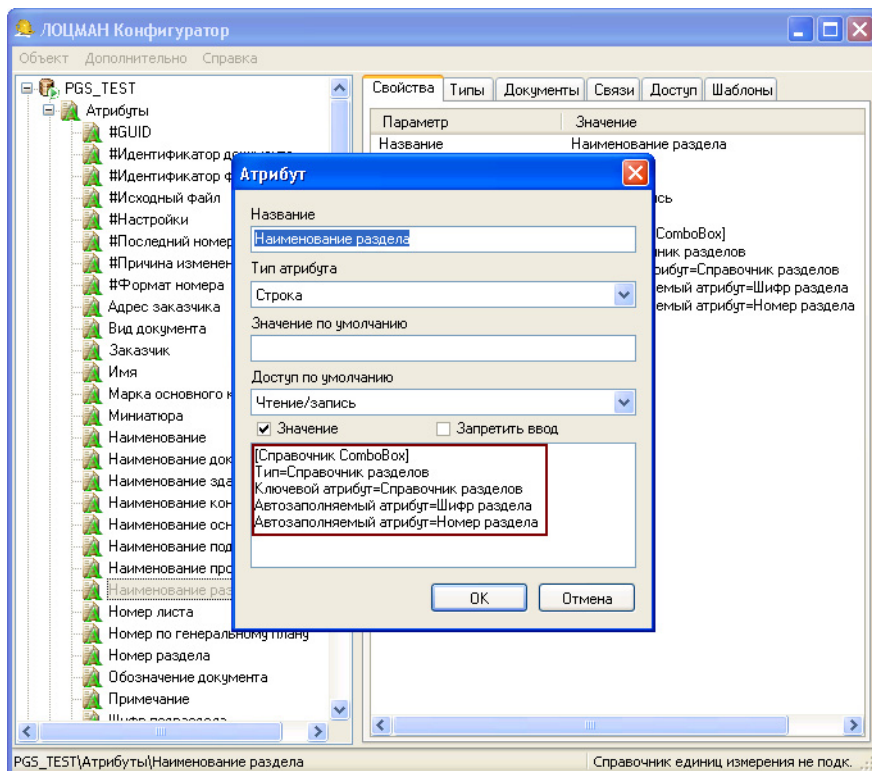 ЛОЦМАН Конфигуратор
Объект Дополнительно Справка
PGS_TEST
Атрибуты
#GUID
#Идентификатор
#Идентификатор
#Исходный файл
#Настройки
#Последний номер
#Причина изменен
#Формат номера
Адрес заказчика
Вид документа
Заказчик
Имя
Марка основного
Миниатюра
Наименование
Наименование док
Наименование зда
Наименование кон
Наименование осн
Наименование под
Наименование про
Наименование раз
Номер листа
Номер по генеральному плану
Номер раздела
Обозначение документа
Примечание
Свойства Типы Документы Связи Доступ Шаблоны
Параметр Значение
Название Наименование раздела
ComboBox]
разделов
=Справочник разделов
атрибут=Шифр раздела
атрибут=Номер раздела
Атрибут
Название
Наименование раздела
Тип атрибута
Строка
Значение по умолчанию
Доступ по умолчанию
Чтение/запись
Значение Запретить ввод
[Справочник ComboBox]
Тип=Справочник разделов
Ключевой атрибут=Справочник разделов
Автозаполняемый атрибут=Шифр раздела
Автозаполняемый атрибут=Номер раздела
OK Отмена
PGS_TEST\Атрибуты\Наименование раздела Справочник единиц измерения не подк.